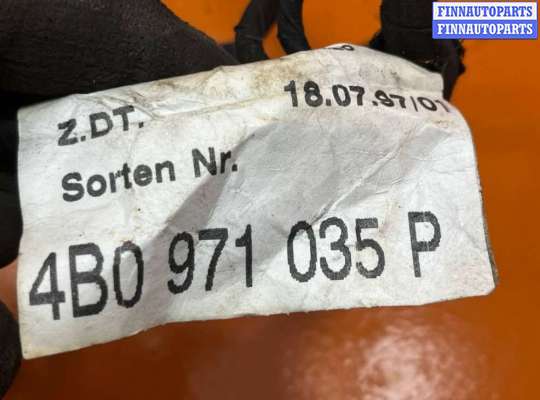 FINNAUTOPARTS
FINNAUTOPARTS
Z.DT. 18.07.97/01
Sorten Nr.
4B0 971 035 P